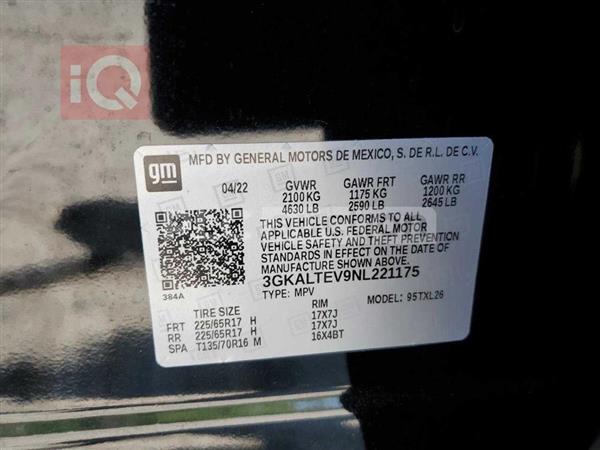 iQ
gm
MFD BY GENERAL MOTORS DE MEXICO, S. DE R.L. DE C.V.
04/22 GVWR GAWR FRT GAWR RR
2100 KG 1175 KG 1200 KG
4630 LB 2590 LB 2645 LB
THIS VEHICLE CONFORMS TO ALL
APPLICABLE U.S. FEDERAL MOTOR
VEHICLE SAFETY AND THEFT PREVENTION
STANDARDS IN EFFECT ON THE DATE OF
MANUFACTURE SHOWN ABOVE.
3GKALTEV9NL221175
384A TYPE: MPV MODEL: 95TXL26
TIRE SIZE RIM
FRT 225/65R17 H 17X7J
RR 225/65R17 H 17X7J
SPA T135/70R16 M 16X4BT